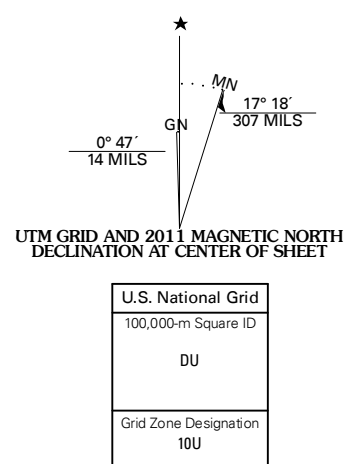 ★
MN
GN
17° 18´
307 MILS
0° 47´
14 MILS
UTM GRID AND 2011 MAGNETIC NORTH
DECLINATION AT CENTER OF SHEET
U.S. National Grid
100,000-m Square ID
DU
Grid Zone Designation
10U